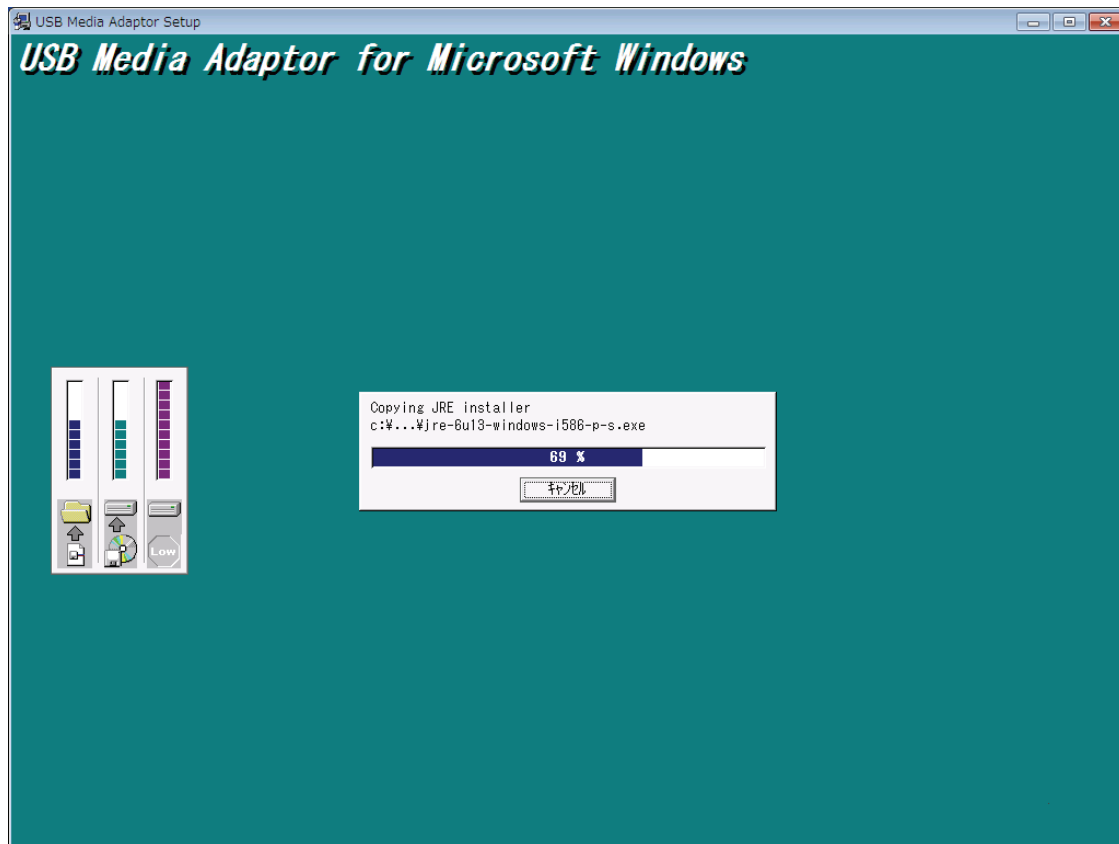 USB Media Adaptor Setup
USB Media Adaptor for Microsoft Windows
Copying JRE installer
c:¥...¥jre-6u13-windows-i586-p-s.exe
69 %
ｷｬﾝｾﾙ
Low